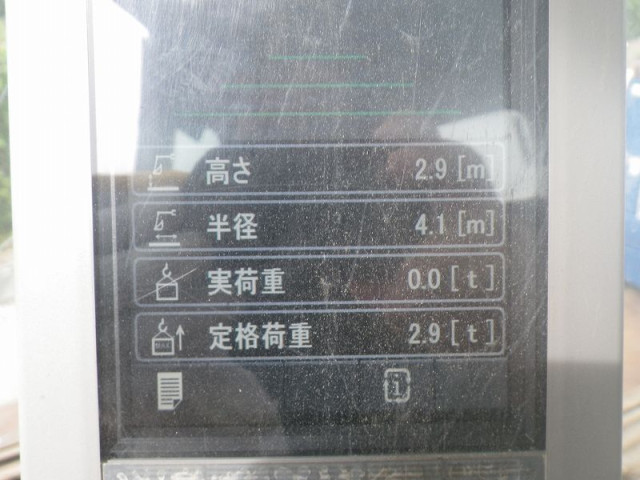 高さ 2.9 [m]
半径 4.1 [m]
実荷重 0.0 [t]
定格荷重 2.9 [t]